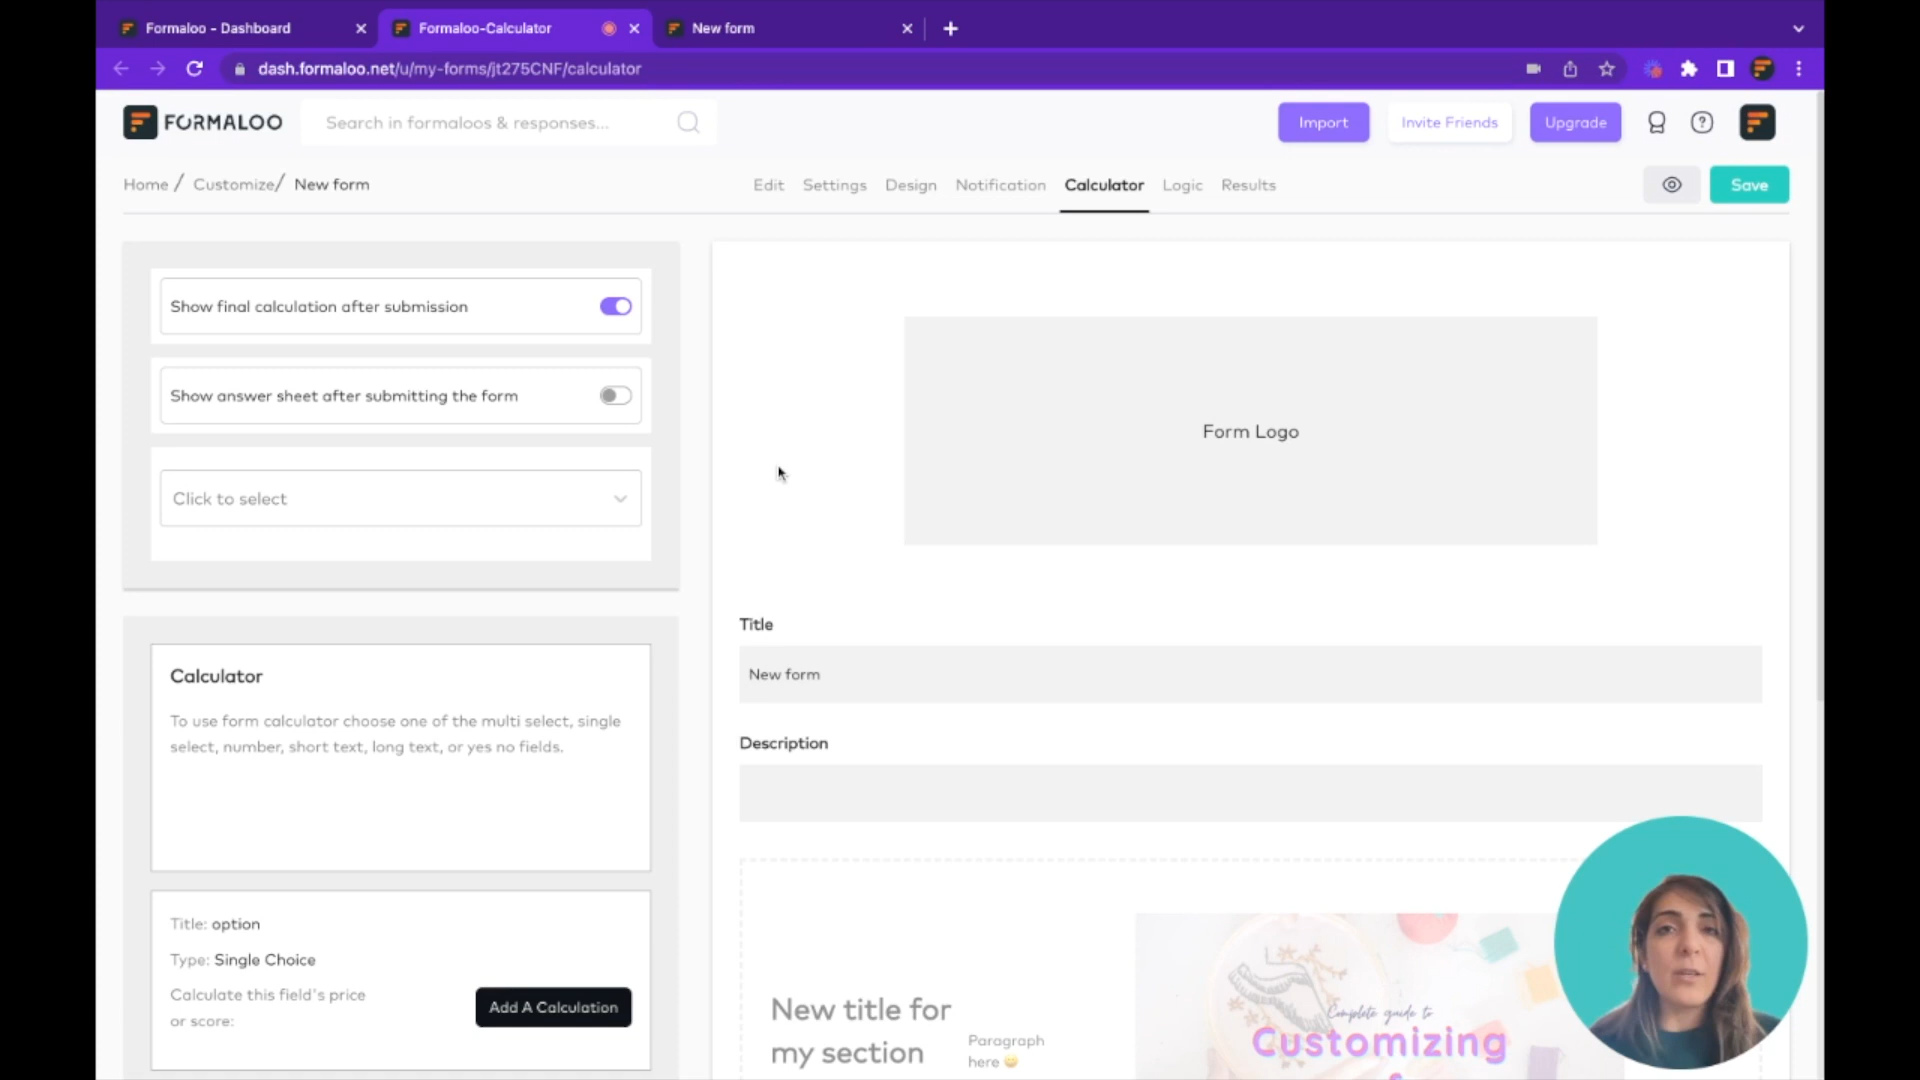 Formaloo - Dashboard
Formaloo-Calculator
New form
dash.formaloo.net/u/my-forms/jt275CNF/calculator
FORMALOO
Search in formaloos & responses...
Import
Invite Friends
Upgrade
Home / Customize/ New form
Edit
Settings
Design
Notification
Calculator
Logic
Results
Save
Show final calculation after submission
Show answer sheet after submitting the form
Click to select
Calculator
To use form calculator choose one of the multi select, single
select, number, short text, long text, or yes no fields.
Title: option
Type: Single Choice
Calculate this field's price
or score:
Add A Calculation
Form Logo
Title
New form
Description
New title for
my section
Paragraph
here 😀
Complete guide to
Customizing